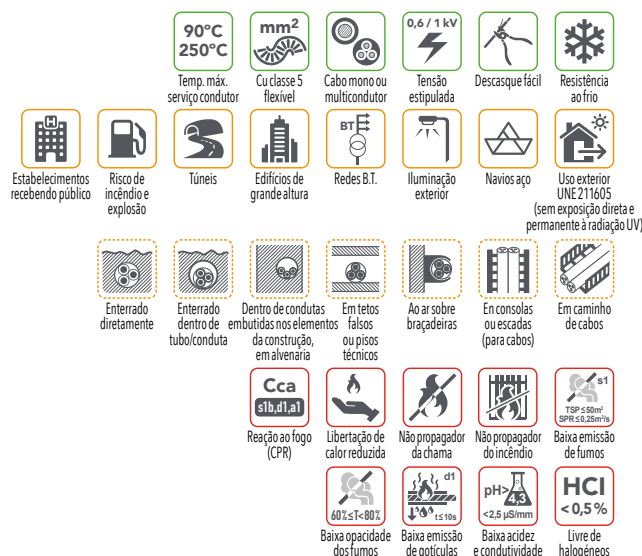 90ºC
250ºC
mm²
0,6 / 1 kV
Temp. máx.
serviço condutor
Cu classe 5
flexível
Cabo mono ou
multicondutor
Tensão
estipulada
Descasque fácil
Resistência
ao frio
H
BT
Estabelecimentos
recebendo público
Risco de
incêndio e
explosão
Túneis
Edifícios de
grande altura
Redes B.T.
Iluminação
exterior
Navios aço
Uso exterior
UNE 211605
(sem exposição direta e
permanente à radiação UV)
Enterrado
diretamente
Enterrado
dentro de
tubo/conduta
Dentro de condutas
embutidas nos elementos
da construção,
em alvenaria
Em tetos
falsos
ou pisos
técnicos
Ao ar sobre
braçadeiras
En consolas
ou escadas
(para cabos)
Em caminho
de cabos
Cca
s1b,d1,a1
s1
TSP≤50m²
SPR≤0,25m²/s
Reação ao fogo
(CPR)
Libertação de
calor reduzida
Não propagador
da chama
Não propagador
do incêndio
Baixa emissão
de fumos
60%≤T<80%
d1
t≤10s
pH>
4,3
<2,5 µS/mm
HCl
<0,5%
Baixa opacidade
dos fumos
Baixa emissão
de gotículas
Baixa acidez
e condutividade
Livre de
halogéneos